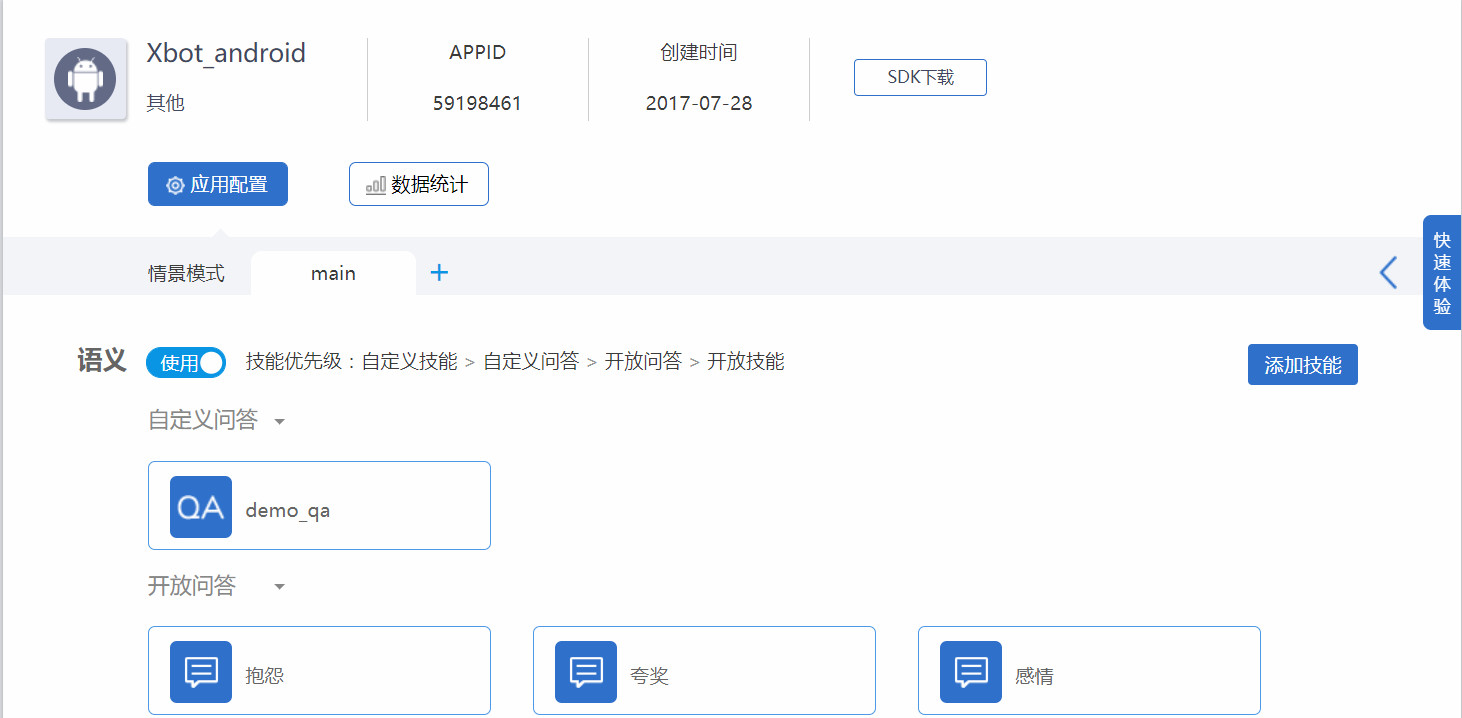 Xbot_android
其他
APPID
59198461
创建时间
2017-07-28
SDK下载
应用配置
数据统计
快速体验
情景模式
main
+
语义
使用
技能优先级：自定义技能 > 自定义问答 > 开放问答 > 开放技能
添加技能
自定义问答
QA
demo_qa
开放问答
抱怨
夸奖
感情